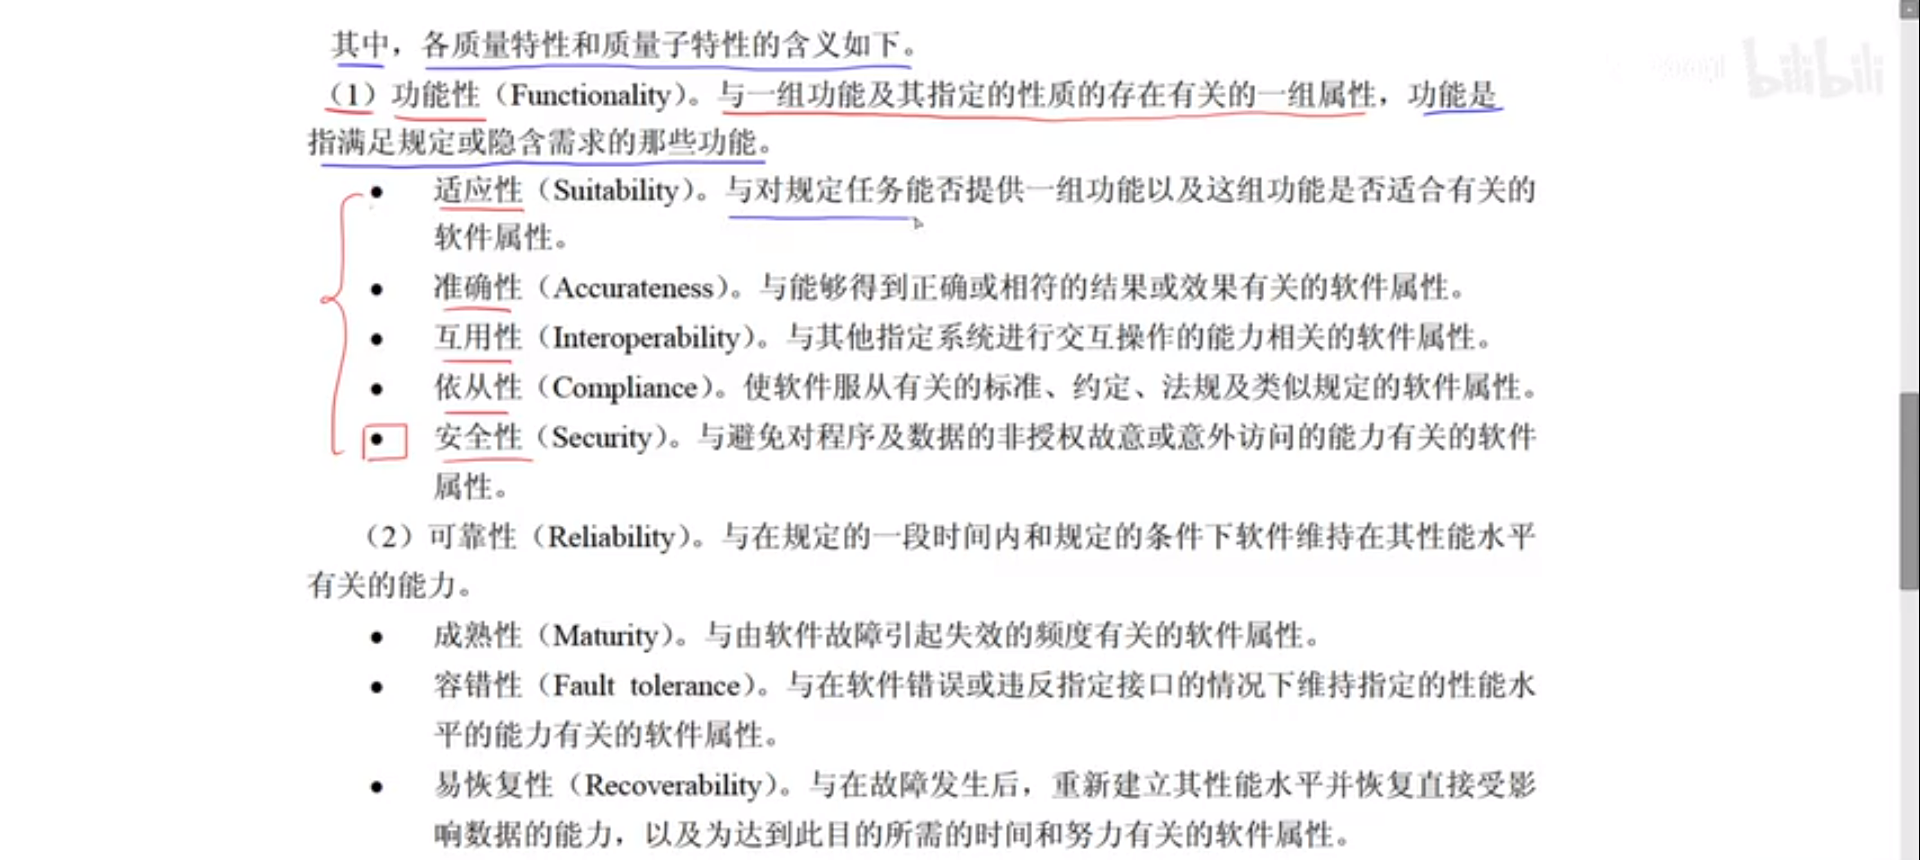 其中，各质量特性和质量子特性的含义如下。
（1）功能性（Functionality）。与一组功能及其指定的性质的存在有关的一组属性，功能是
指满足规定或隐含需求的那些功能。
● 适应性（Suitability）。与对规定任务能否提供一组功能以及这组功能是否适合有关的
软件属性。
● 准确性（Accurateness）。与能够得到正确或相符的结果或效果有关的软件属性。
● 互用性（Interoperability）。与其他指定系统进行交互操作的能力相关的软件属性。
● 依从性（Compliance）。使软件服从有关的标准、约定、法规及类似规定的软件属性。
● 安全性（Security）。与避免对程序及数据的非授权故意或意外访问的能力有关的软件
属性。
（2）可靠性（Reliability）。与在规定的一段时间内和规定的条件下软件维持在其性能水平
有关的能力。
● 成熟性（Maturity）。与由软件故障引起失效的频度有关的软件属性。
● 容错性（Fault tolerance）。与在软件错误或违反指定接口的情况下维持指定的性能水
平的能力有关的软件属性。
● 易恢复性（Recoverability）。与在故障发生后，重新建立其性能水平并恢复直接受影
响数据的能力，以及为达到此目的所需的时间和努力有关的软件属性。
bilibili